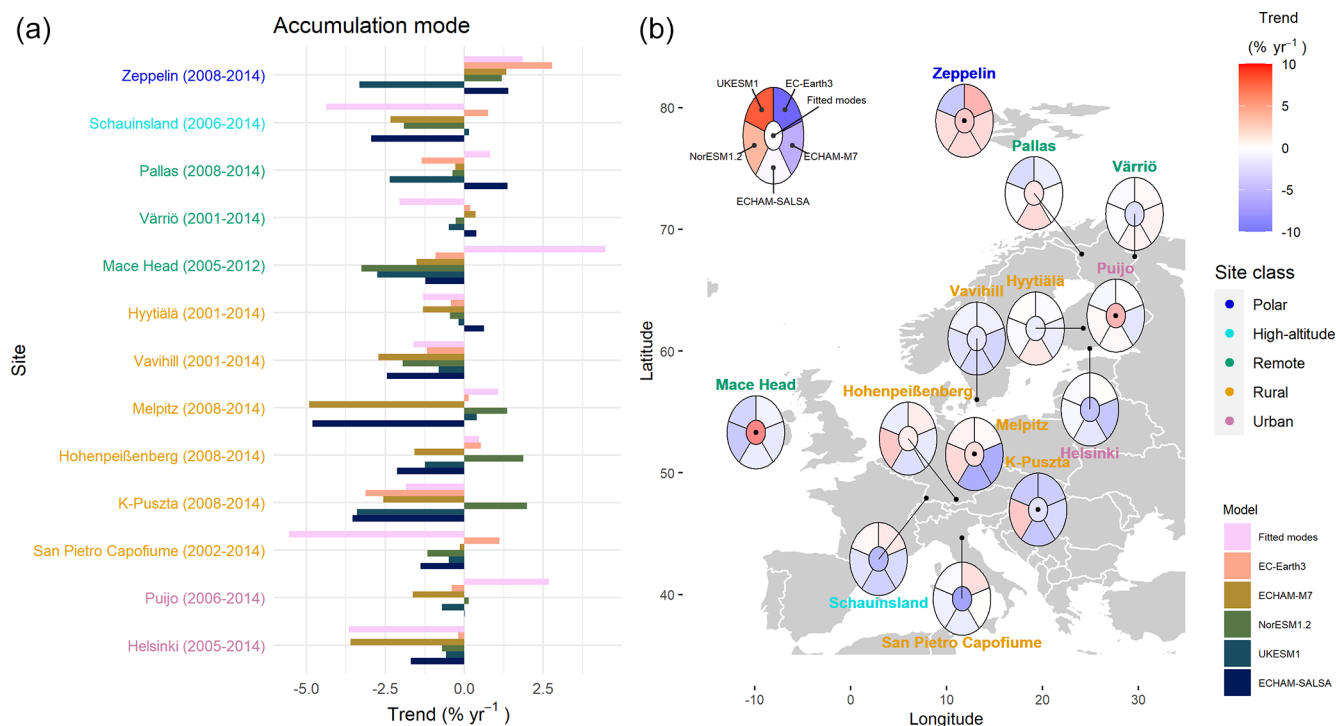 (a)
Accumulation mode
Site
Zeppelin (2008-2014)
Schauinsland (2006-2014)
Pallas (2008-2014)
Värriö (2001-2014)
Mace Head (2005-2012)
Hyytiälä (2001-2014)
Vavihill (2001-2014)
Melpitz (2008-2014)
Hohenpeißenberg (2008-2014)
K-Puszta (2008-2014)
San Pietro Capofiume (2002-2014)
Puijo (2006-2014)
Helsinki (2005-2014)
-5.0 -2.5 0.0 2.5
Trend (% yr⁻¹)
(b)
Latitude
80
70
60
50
40
UKESM1
EC-Earth3
Fitted modes
NorESM1.2
ECHAM-M7
ECHAM-SALSA
Zeppelin
Pallas
Värriö
Puijo
Vavihill
Hyytiälä
Mace Head
Hohenpeißenberg
Melpitz
Helsinki
K-Puszta
Schauinsland
San Pietro Capofiume
-10 0 10 20 30
Longitude
Trend
(% yr⁻¹)
10
5
0
-5
-10
Site class
Polar
High-altitude
Remote
Rural
Urban
Model
Fitted modes
EC-Earth3
ECHAM-M7
NorESM1.2
UKESM1
ECHAM-SALSA